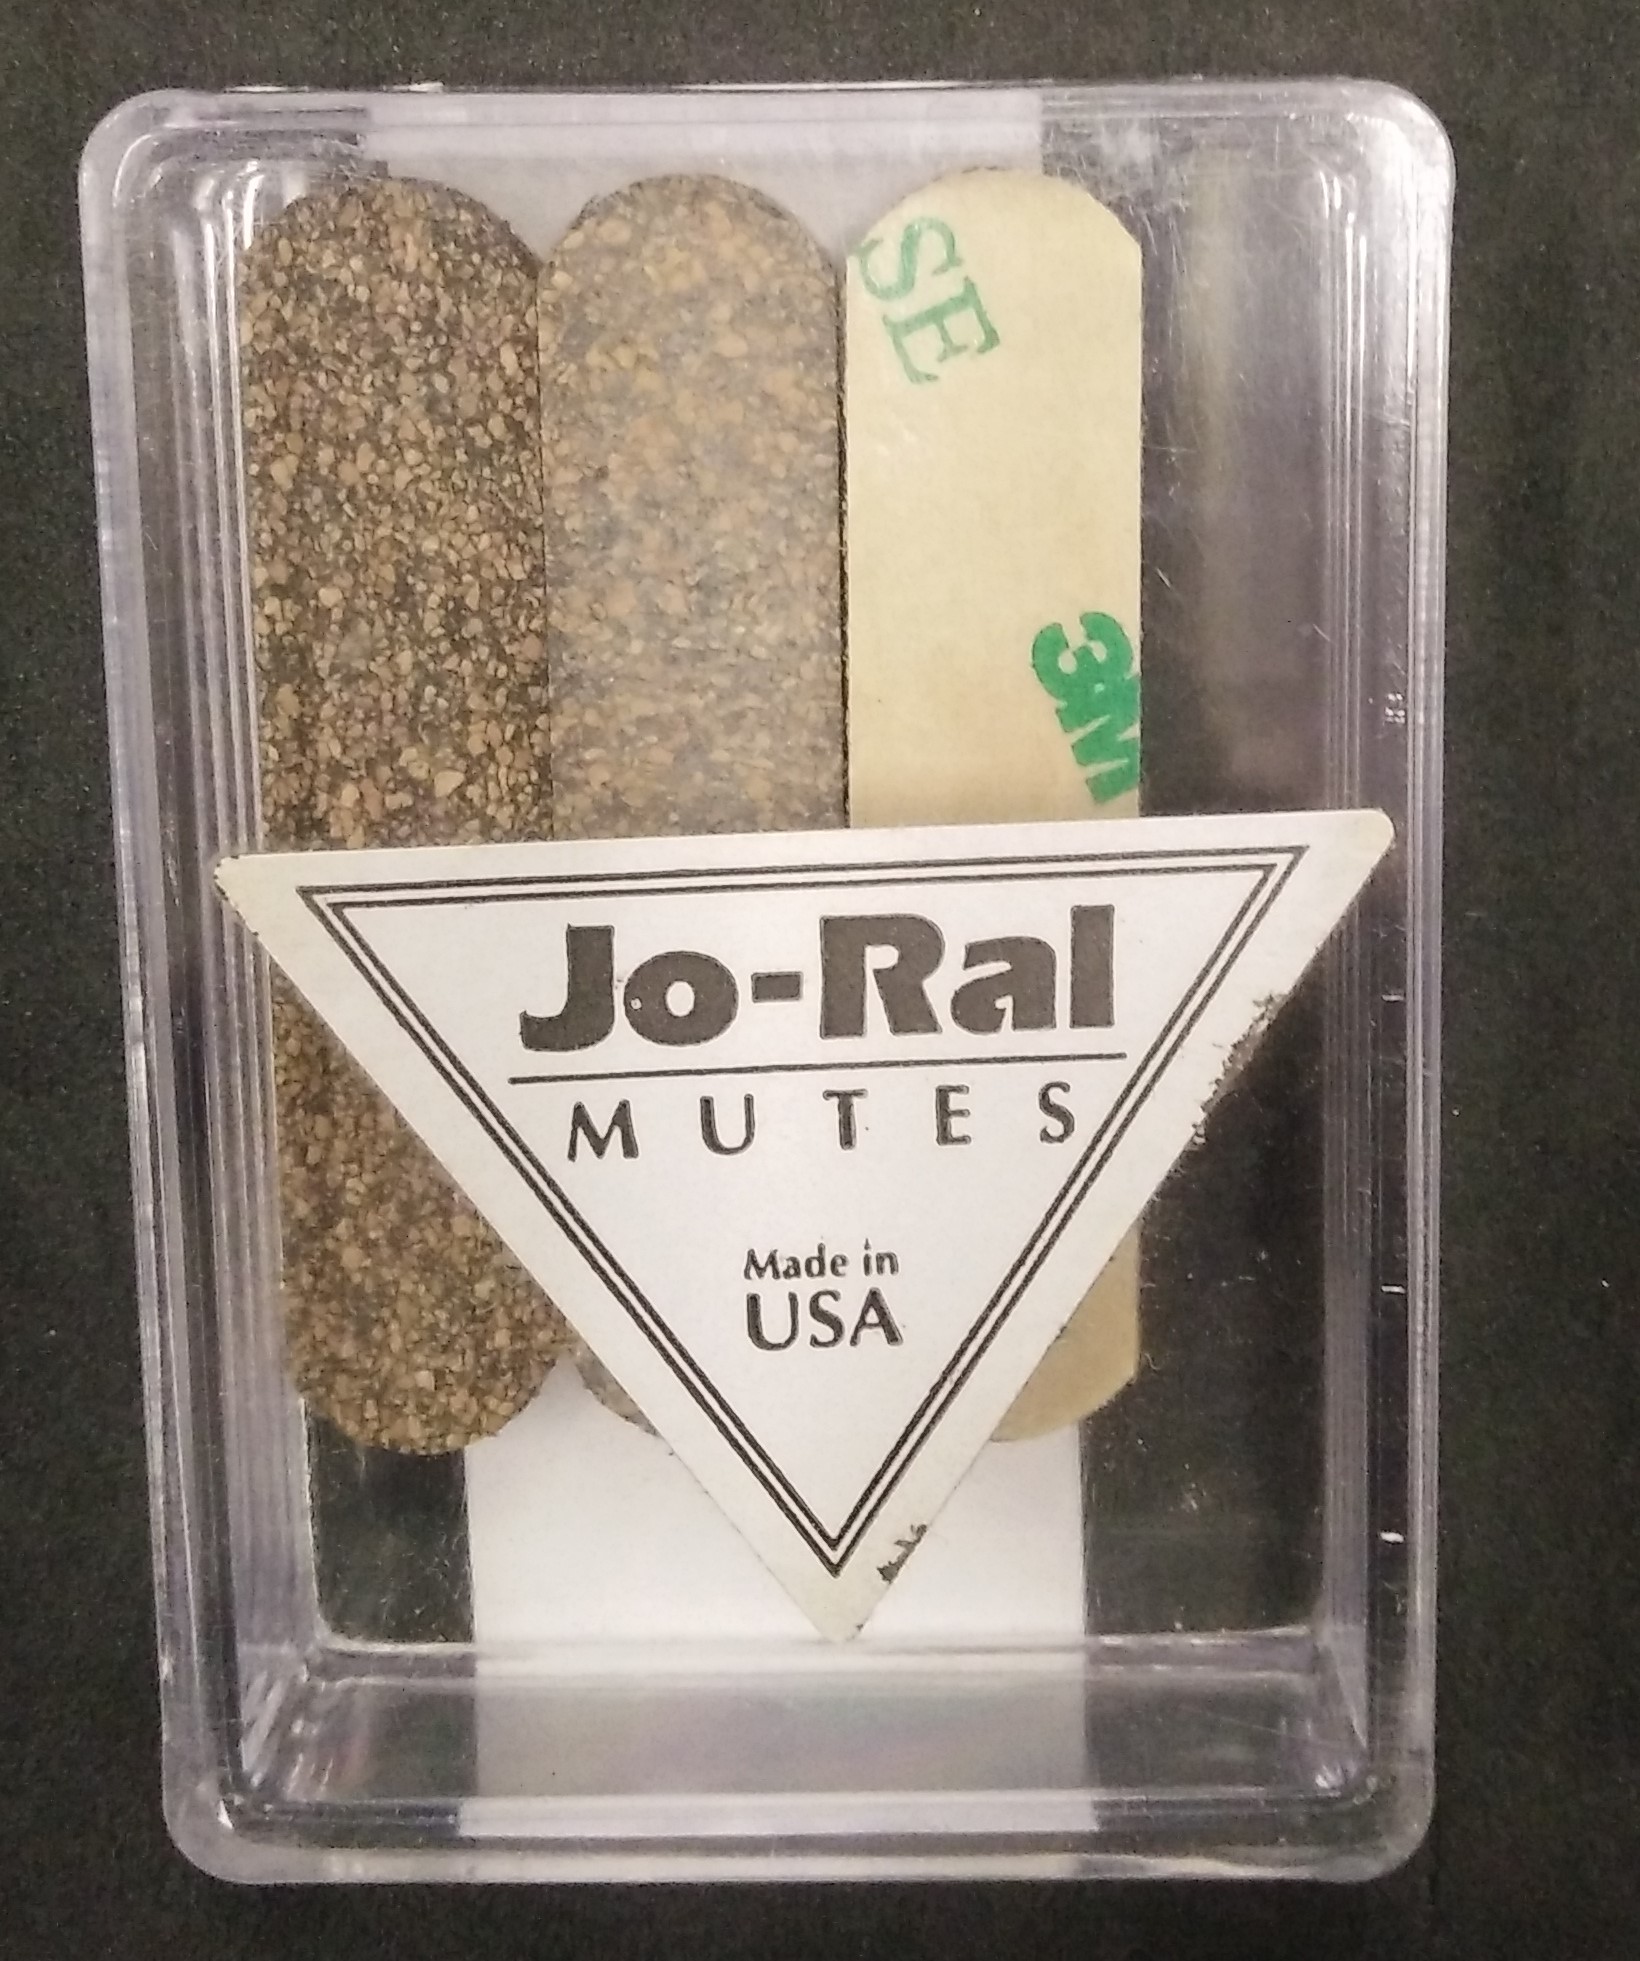 SE
3M
Jo-Ral
MUTES
Made in
USA